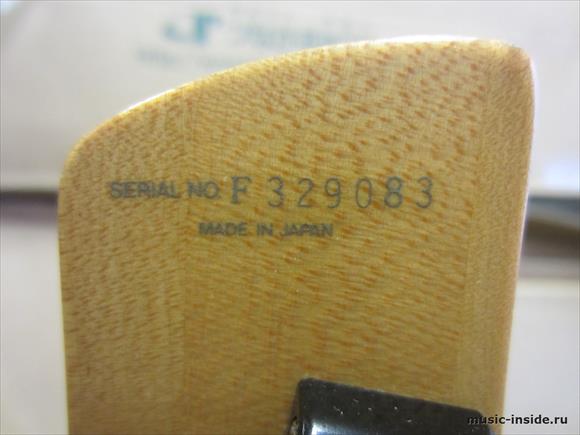 SERIAL NO. F 329083
MADE IN JAPAN
music-inside.ru